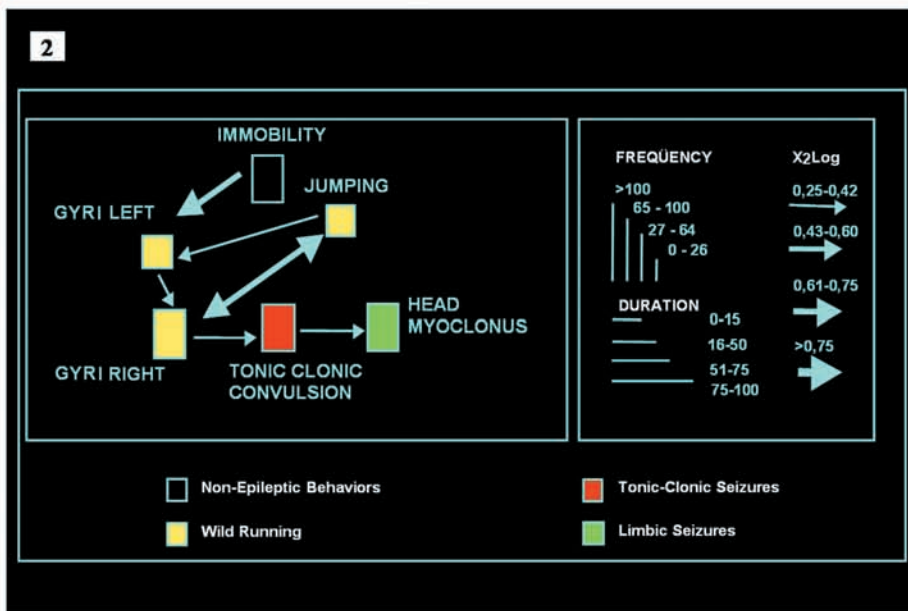 2
IMMOBILITY
JUMPING
GYRI LEFT
HEAD
MYOCLONUS
GYRI RIGHT
TONIC CLONIC
CONVULSION
FREQÜENCY
>100
65 - 100
27 - 64
0 - 26
DURATION
0-15
16-50
51-75
75-100
X2Log
0,25-0,42
0,43-0,60
0,61-0,75
>0,75
Non-Epileptic Behaviors
Tonic-Clonic Seizures
Wild Running
Limbic Seizures